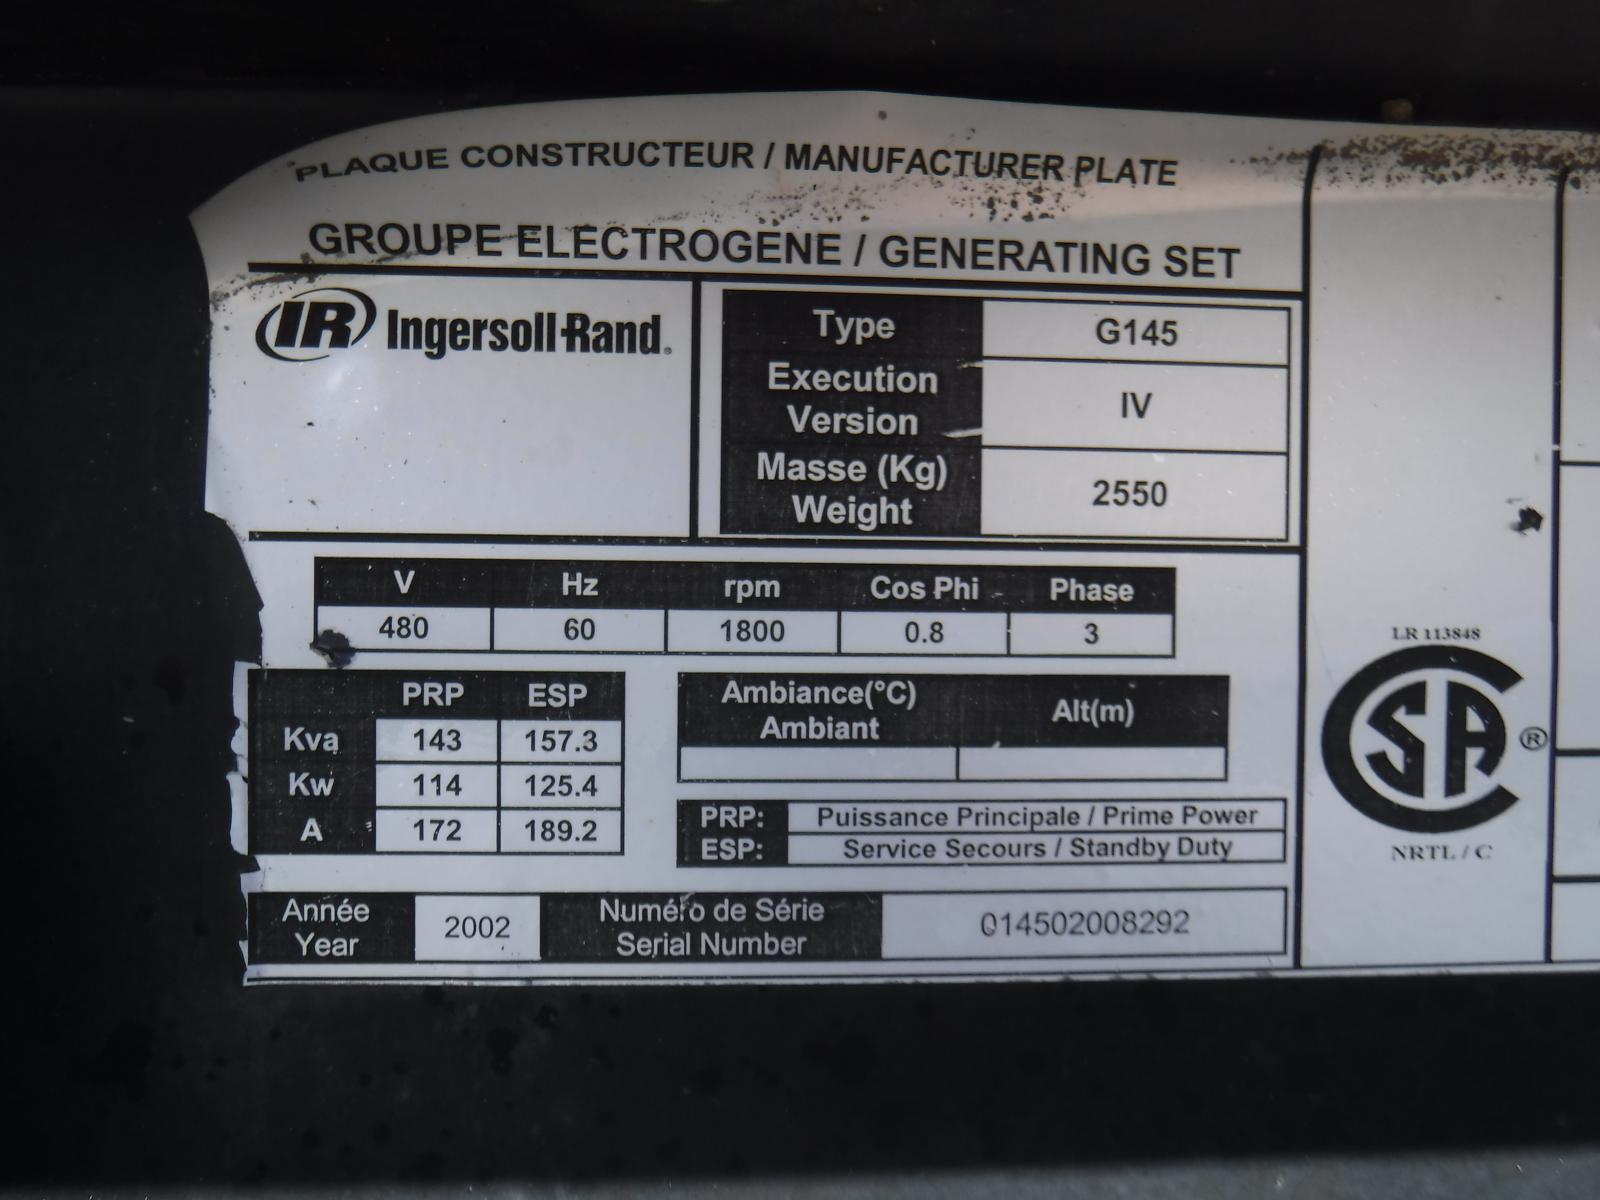 PLAQUE CONSTRUCTEUR / MANUFACTURER PLATE
GROUPE ELECTROGENE / GENERATING SET
IR Ingersoll-Rand®
Type G145
Execution
Version IV
Masse (Kg)
Weight 2550
V Hz rpm Cos Phi Phase
480 60 1800 0.8 3
PRP ESP
Kva 143 157.3
Kw 114 125.4
A 172 189.2
Ambiance(°C)
Ambiant Alt(m)
PRP: Puissance Principale / Prime Power
ESP: Service Secours / Standby Duty
Année
Year 2002
Numéro de Série
Serial Number 014502008292
LR 113848
CSA ®
NRTL / C